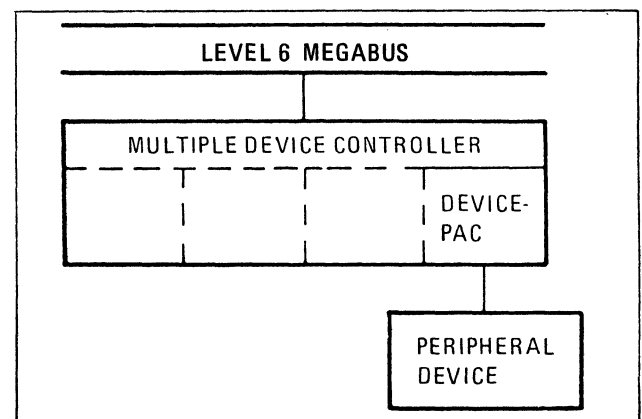 LEVEL 6 MEGABUS
MULTIPLE DEVICE CONTROLLER
DEVICE-
PAC
PERIPHERAL
DEVICE